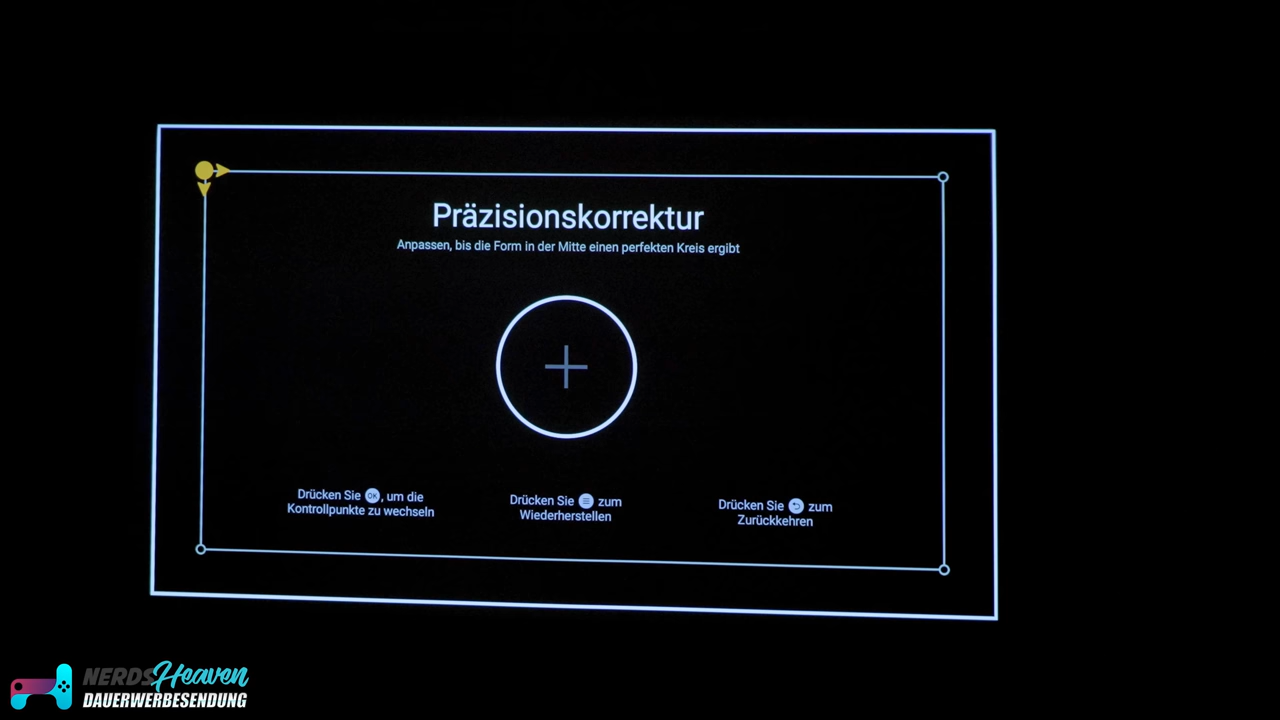 Präzisionskorrektur
Anpassen, bis die Form in der Mitte einen perfekten Kreis ergibt
Drücken Sie OK, um die
Kontrollpunkte zu wechseln
Drücken Sie zum
Wiederherstellen
Drücken Sie zum
Zurückkehren
NERDS Heaven
DAUERWERBESENDUNG